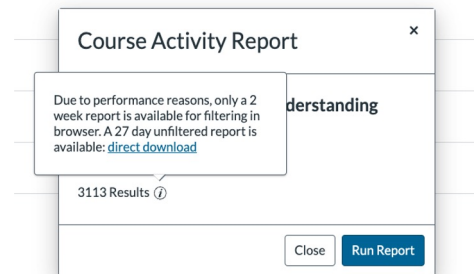 Course Activity Report
×
Due to performance reasons, only a 2
week report is available for filtering in
browser. A 27 day unfiltered report is
available: direct download
derstanding
3113 Results i
Close
Run Report